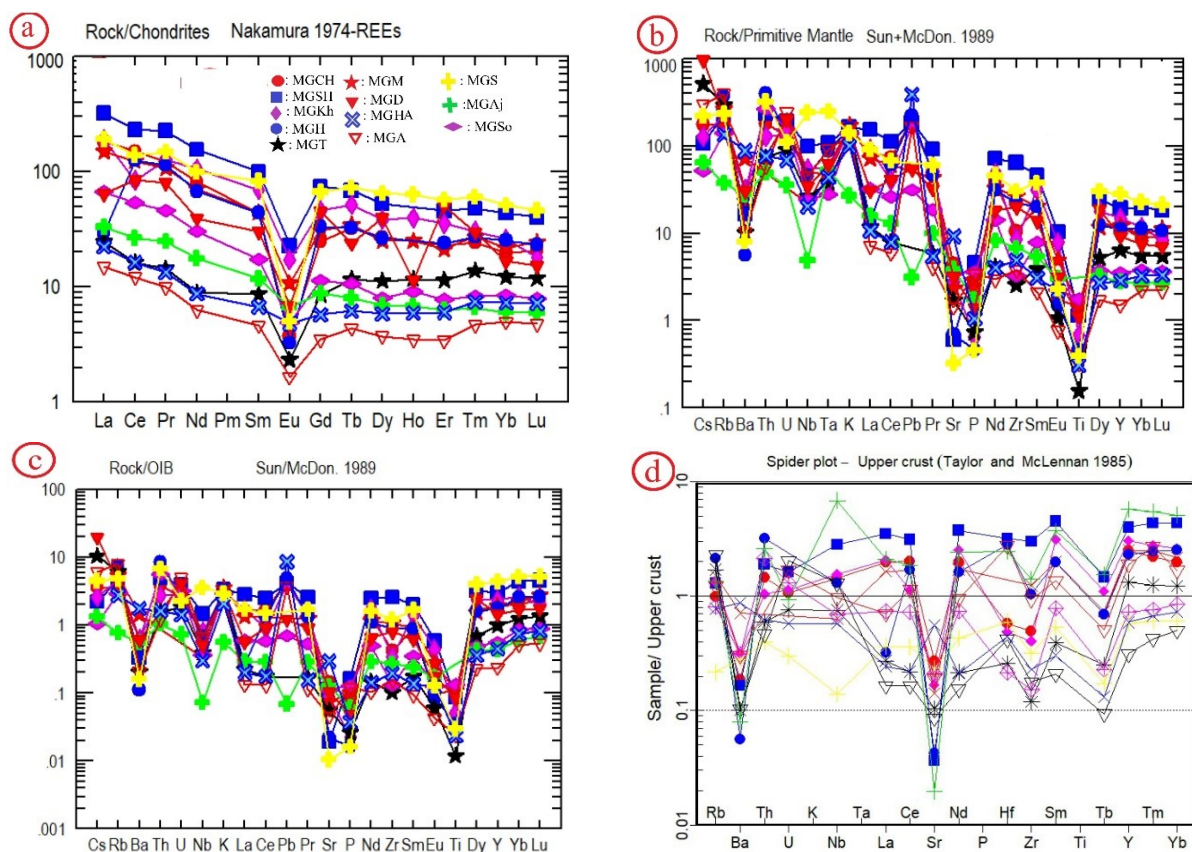 a
Rock/Chondrites Nakamura 1974-REEs
1000
100
10
1
: MGCH
: MGSH
: MGKh
: MGH
: MGT
: MGM
: MGD
: MGHA
: MGA
: MGS
: MGAj
: MGSo
La Ce Pr Nd Pm Sm Eu Gd Tb Dy Ho Er Tm Yb Lu
b
Rock/Primitive Mantle Sun+McDon. 1989
1000
100
10
1
.1
Cs Rb Ba Th U Nb Ta K La Ce Pb Pr Sr P Nd Zr Sm Eu Ti Dy Y Yb Lu
c
Rock/OIB Sun/McDon. 1989
100
10
1
0.1
.01
.001
Cs Rb Ba Th U Nb K La Ce Pb Pr Sr P Nd Zr Sm Eu Ti Dy Y Yb Lu
d
Spider plot – Upper crust (Taylor and McLennan 1985)
Sample/ Upper crust
10
1
0.1
0.01
Rb Th K Ta Ce Nd Hf Sm Tb Tm
Ba U Nb La Sr P Zr Ti Y Yb